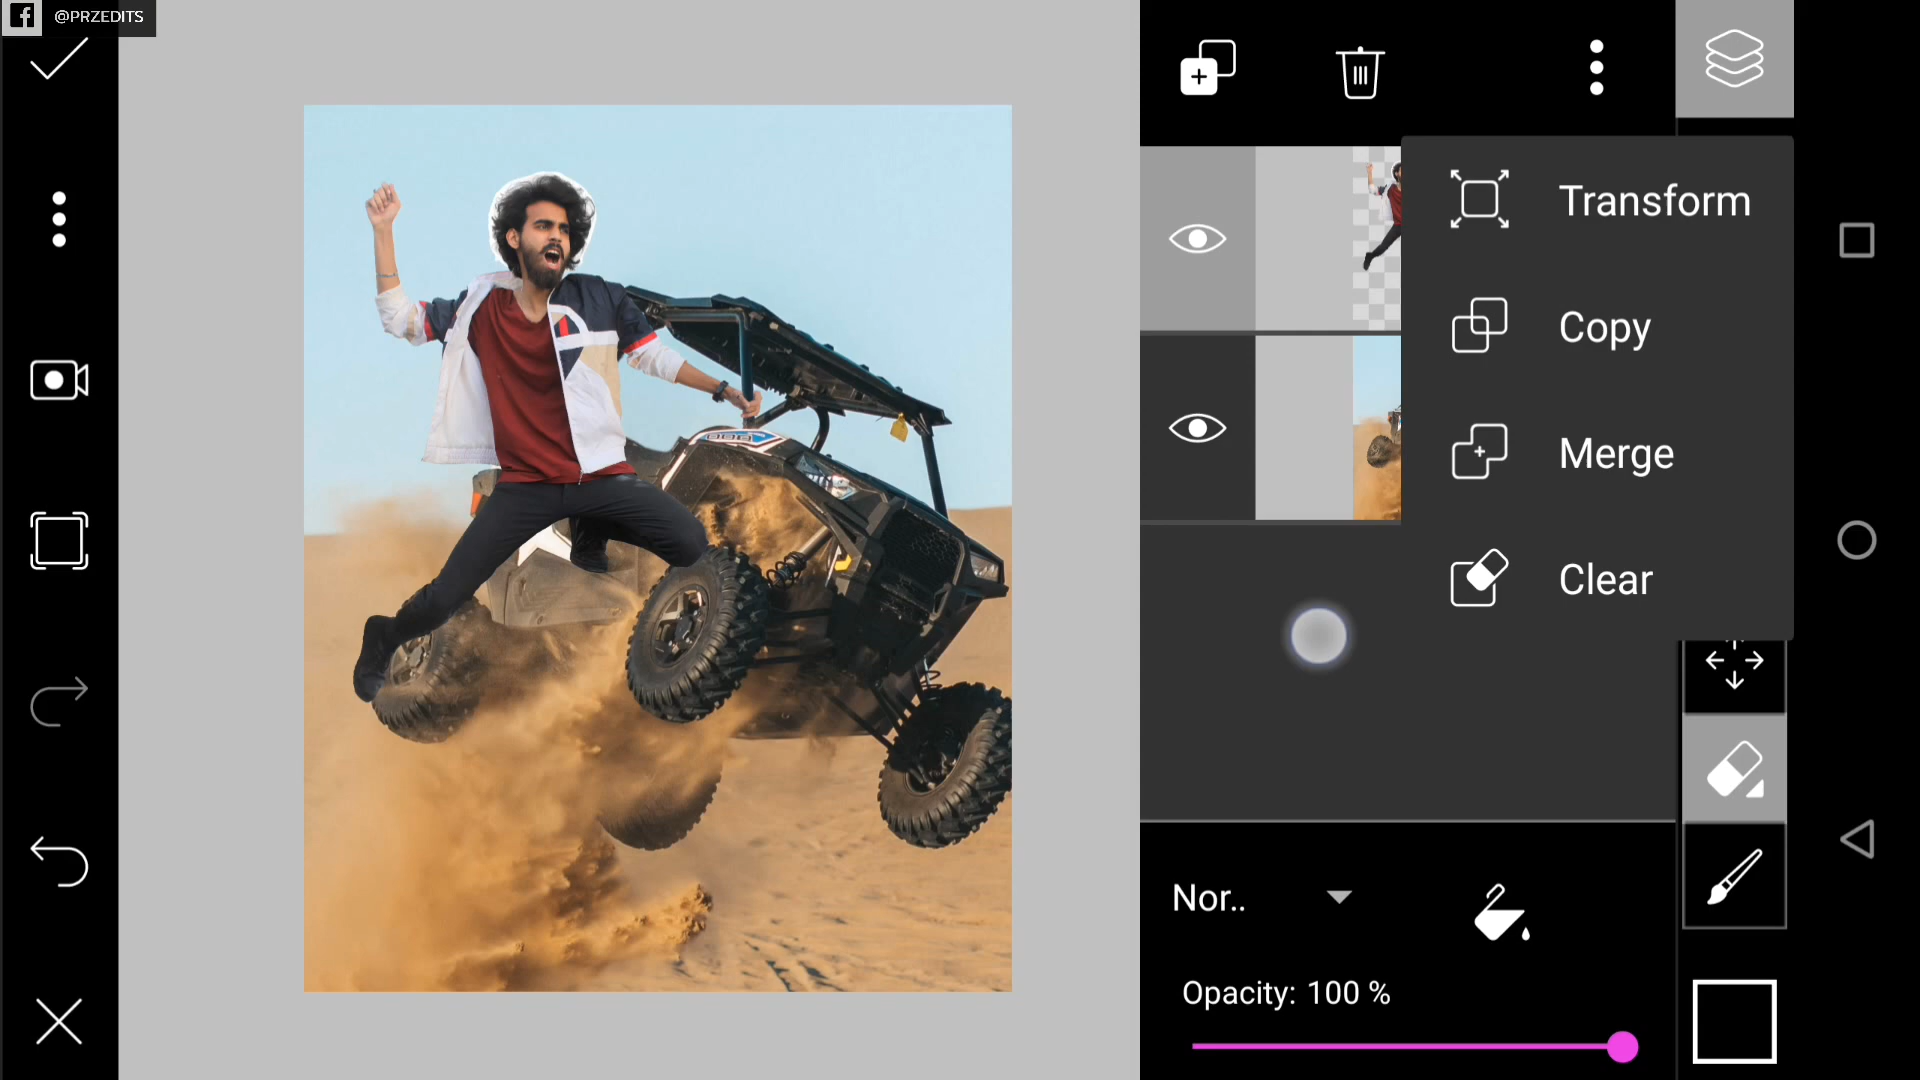 @PRZEDITS
Transform
Copy
Merge
Clear
Nor..
Opacity: 100 %